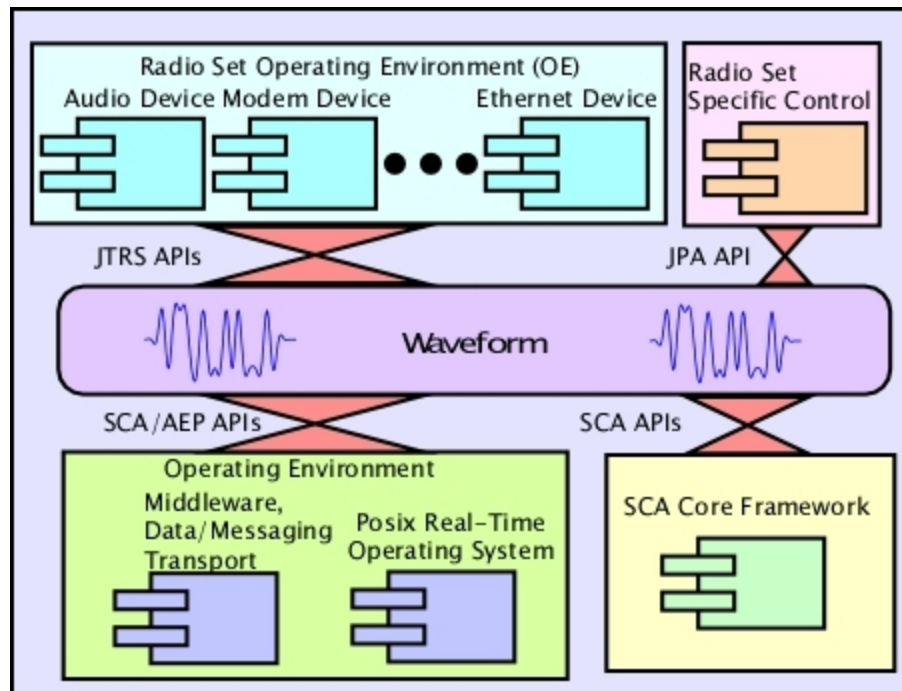 Radio Set Operating Environment (OE)
Audio Device Modem Device Ethernet Device
Radio Set
Specific Control
JTRS APIs
JPA API
Waveform
SCA/AEP APIs
SCA APIs
Operating Environment
Middleware,
Data/Messaging
Transport
Posix Real-Time
Operating System
SCA Core Framework